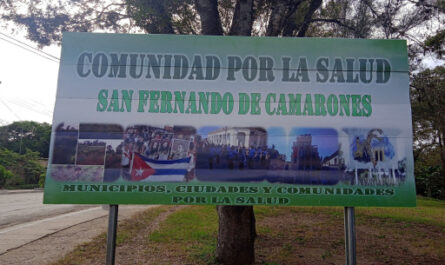 COMUNIDAD POR LA SALUD
SAN FERNANDO DE CAMARONES
MUNICIPIOS, CIUDADES Y COMUNIDADES
POR LA SALUD